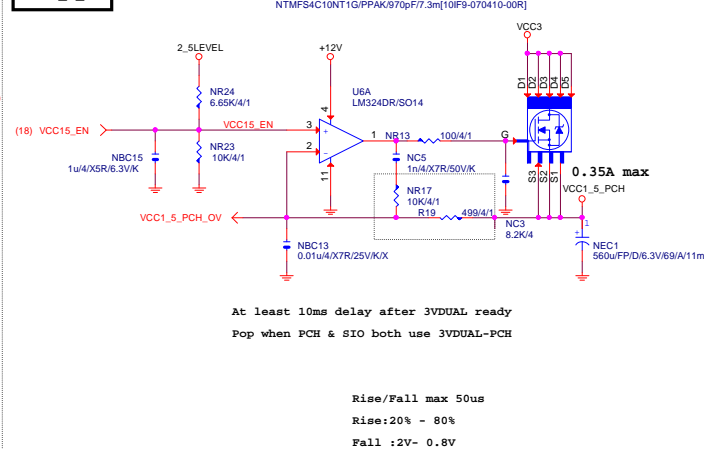 NTMFS4C10NT1G/PPAK/970pF/7.3m[10IF9-070410-00R]
VCC3
2_5LEVEL
+12V
D1
D2
D3
D4
D5
NR24
6.65K/4/1
U6A
LM324DR/SO14
4
(18) VCC15_EN
VCC15_EN
3
+
1
NR13
100/4/1
G
2
-
11
NBC15
1u/4/X5R/6.3V/K
NR23
10K/4/1
NC5
1n/4/X7R/50V/K
S3
S2
S1
0.35A max
VCC1_5_PCH
NR17
10K/4/1
VCC1_5_PCH_OV
R19
499/4/1
NC3
8.2K/4
1
+
NEC1
560u/FP/D/6.3V/69/A/11m
NBC13
0.01u/4/X7R/25V/K/X
At least 10ms delay after 3VDUAL ready
Pop when PCH & SIO both use 3VDUAL-PCH
Rise/Fall max 50us
Rise:20% - 80%
Fall :2V- 0.8V